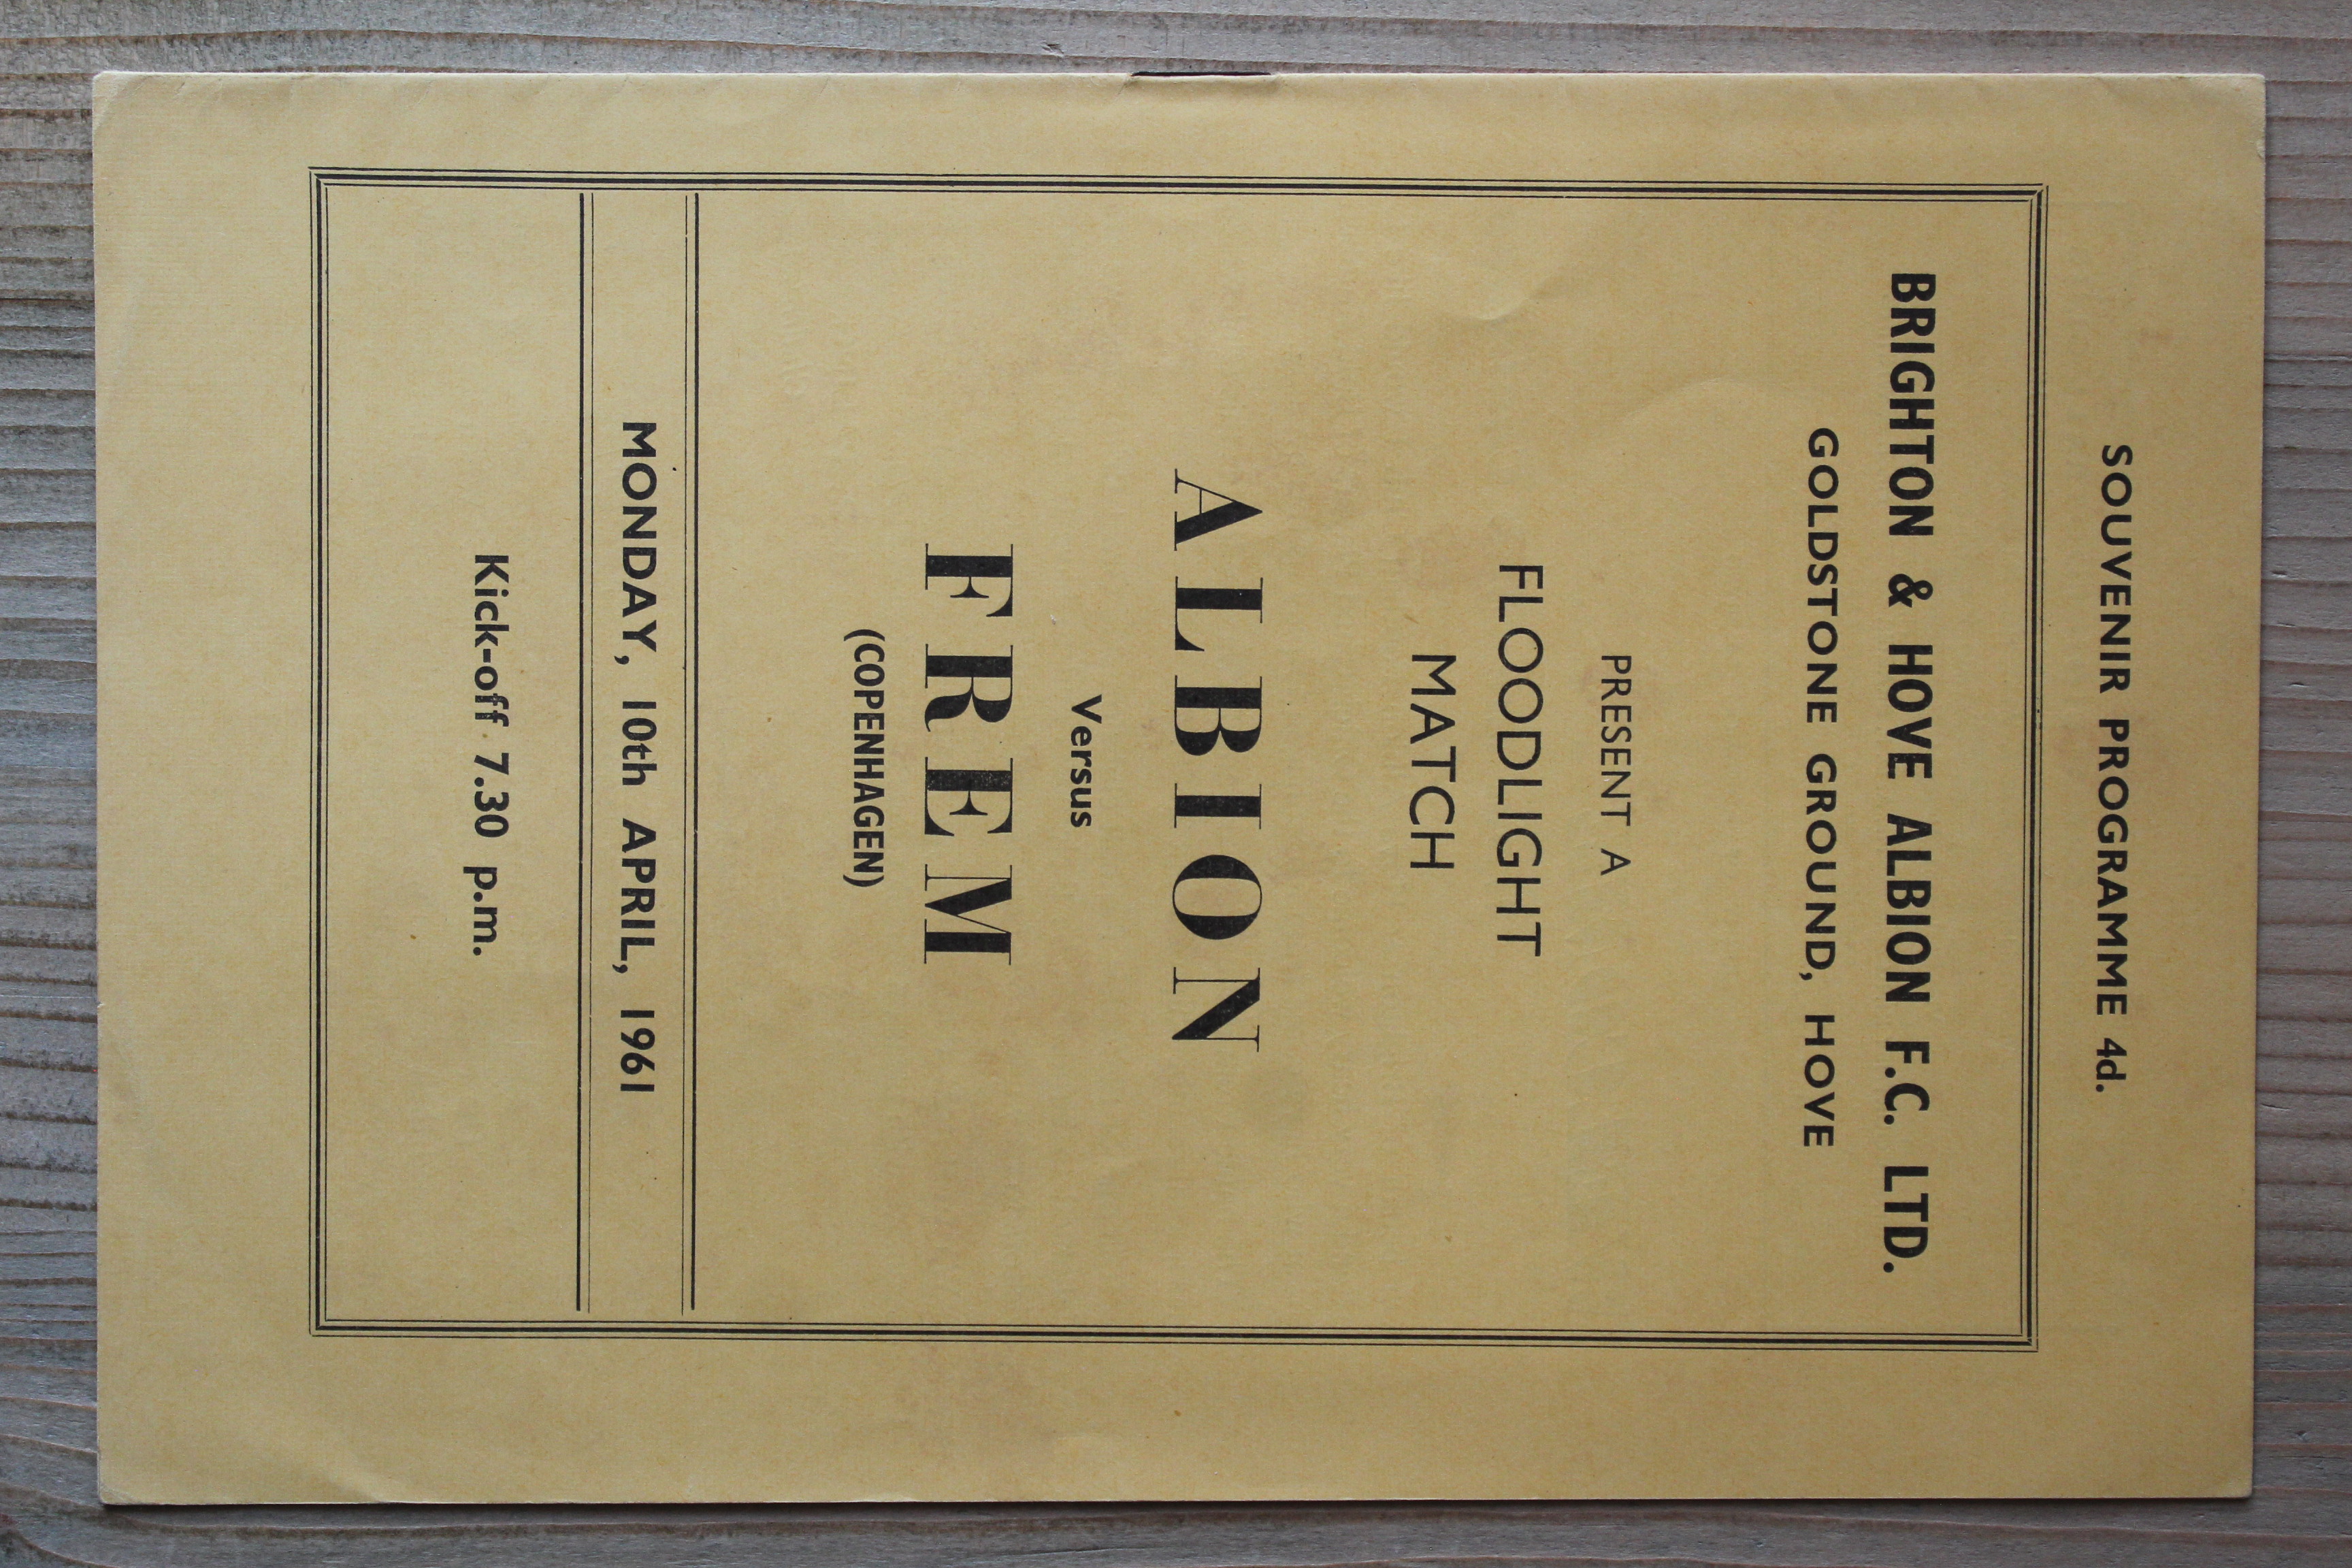 SOUVENIR PROGRAMME 4d.
BRIGHTON & HOVE ALBION F.C. LTD.
GOLDSTONE GROUND, HOVE
PRESENT A
FLOODLIGHT
MATCH
ALBION
Versus
FREM
(COPENHAGEN)
MONDAY, 10th APRIL, 1961
Kick-off 7.30 p.m.